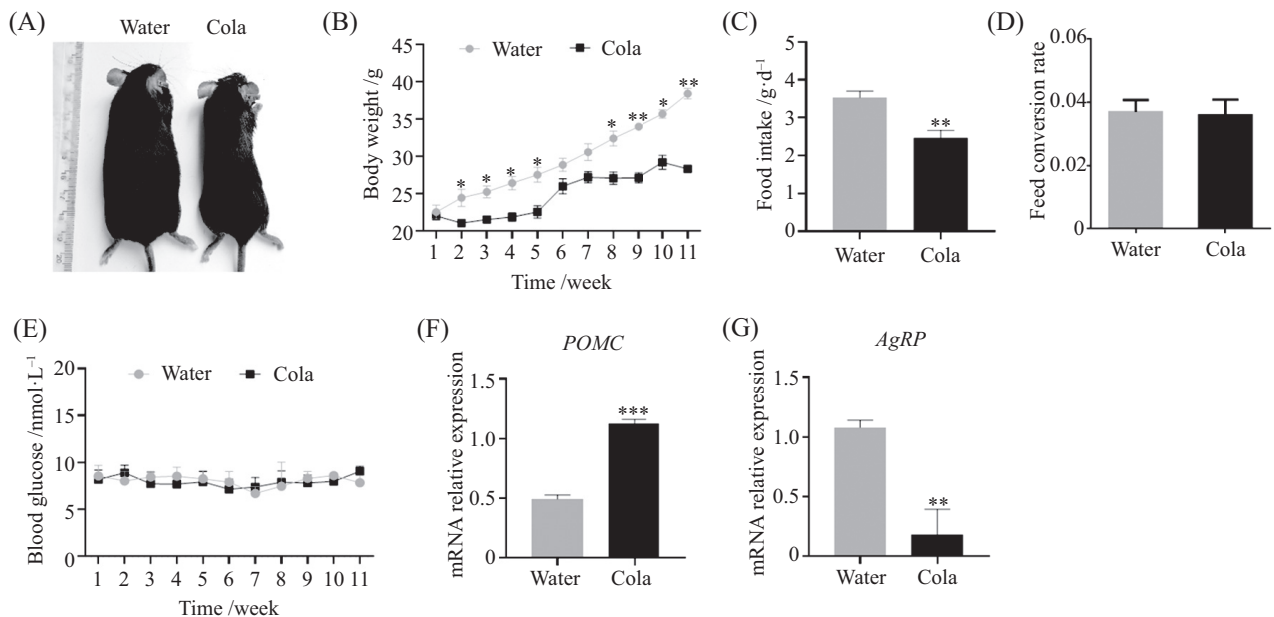 (A)
Water Cola
(B)
Water Cola
Body weight /g
45
40
35
30
25
20
* * * * * ** * **
1 2 3 4 5 6 7 8 9 10 11
Time /week
(C)
Food intake /g·d⁻¹
5
4
3
2
1
0
**
Water Cola
(D)
Feed conversion rate
0.06
0.04
0.02
0
Water Cola
(E)
Water Cola
Blood glucose /nmol·L⁻¹
20
15
10
5
0
1 2 3 4 5 6 7 8 9 10 11
Time /week
(F)
POMC
mRNA relative expression
1.5
1.0
0.5
0
***
Water Cola
(G)
AgRP
mRNA relative expression
1.5
1.0
0.5
0
**
Water Cola